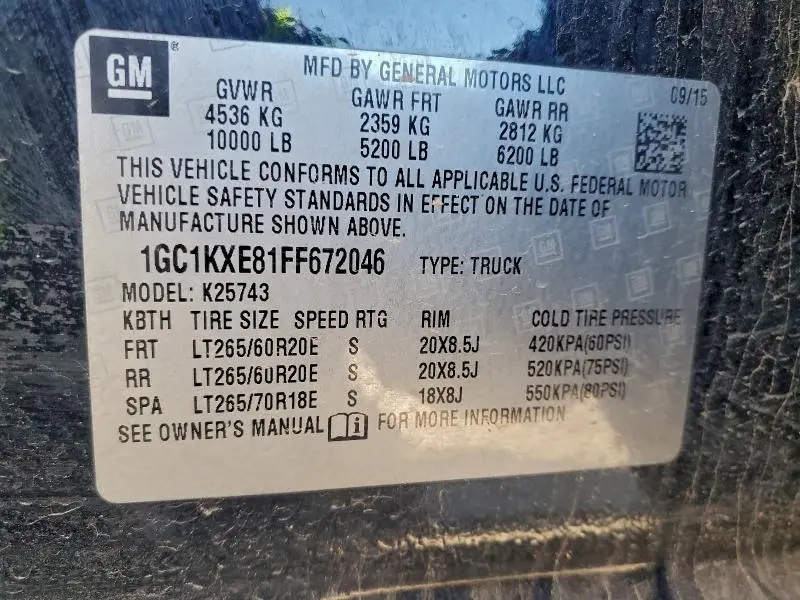 GM ®
MFD BY GENERAL MOTORS LLC
09/15
GVWR GAWR FRT GAWR RR
4536 KG 2359 KG 2812 KG
10000 LB 5200 LB 6200 LB
THIS VEHICLE CONFORMS TO ALL APPLICABLE U.S. FEDERAL MOTOR
VEHICLE SAFETY STANDARDS IN EFFECT ON THE DATE OF
MANUFACTURE SHOWN ABOVE.
1GC1KXE81FF672046 TYPE: TRUCK
MODEL: K25743
KBTH TIRE SIZE SPEED RTG RIM COLD TIRE PRESSURE
FRT LT265/60R20E S 20X8.5J 420KPA(60PSI)
RR LT265/60R20E S 20X8.5J 520KPA(75PSI)
SPA LT265/70R18E S 18X8J 550KPA(80PSI)
SEE OWNER'S MANUAL i FOR MORE INFORMATION